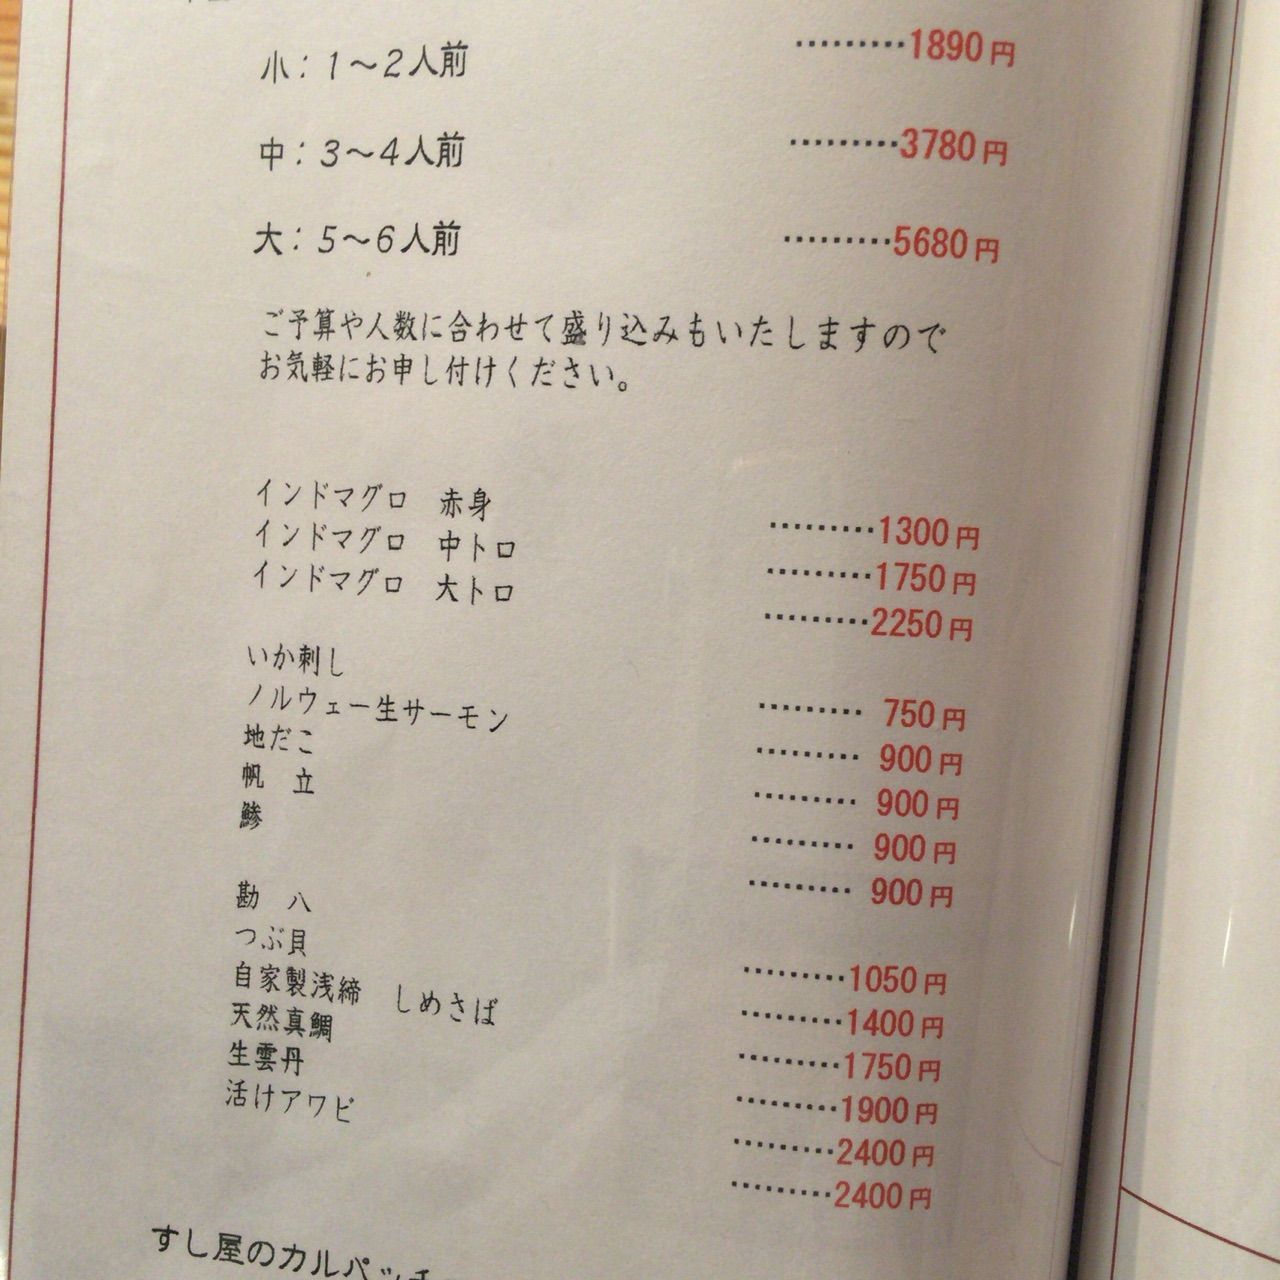 小：1～2人前 ………1890円
中：3～4人前 ………3780円
大：5～6人前 ………5680円
ご予算や人数に合わせて盛り込みもいたしますので
お気軽にお申し付けください。
インドマグロ 赤身 ………1300円
インドマグロ 中トロ ………1750円
インドマグロ 大トロ ………2250円
いか刺し ……… 750円
ノルウェー生サーモン ……… 900円
地だこ ……… 900円
帆 立 ……… 900円
鯵 ……… 900円
勘 八 ………1050円
つぶ貝 ………1400円
自家製浅締 しめさば ………1750円
天然真鯛 ………1900円
生雲丹 ………2400円
活けアワビ ………2400円
すし屋のカルパッチ